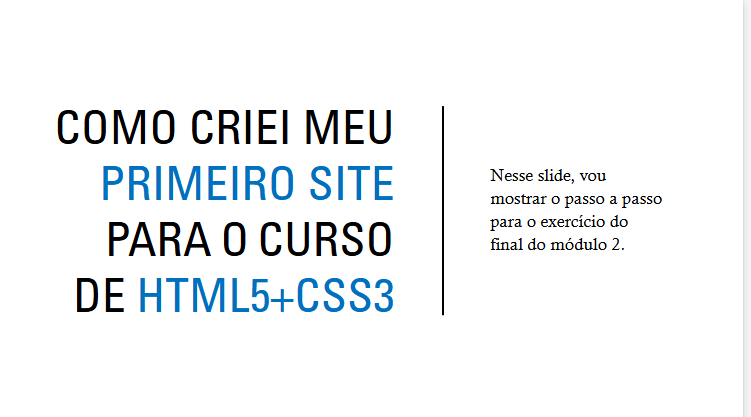 COMO CRIEI MEU
PRIMEIRO SITE
PARA O CURSO
DE HTML5+CSS3
Nesse slide, vou
mostrar o passo a passo
para o exercício do
final do módulo 2.